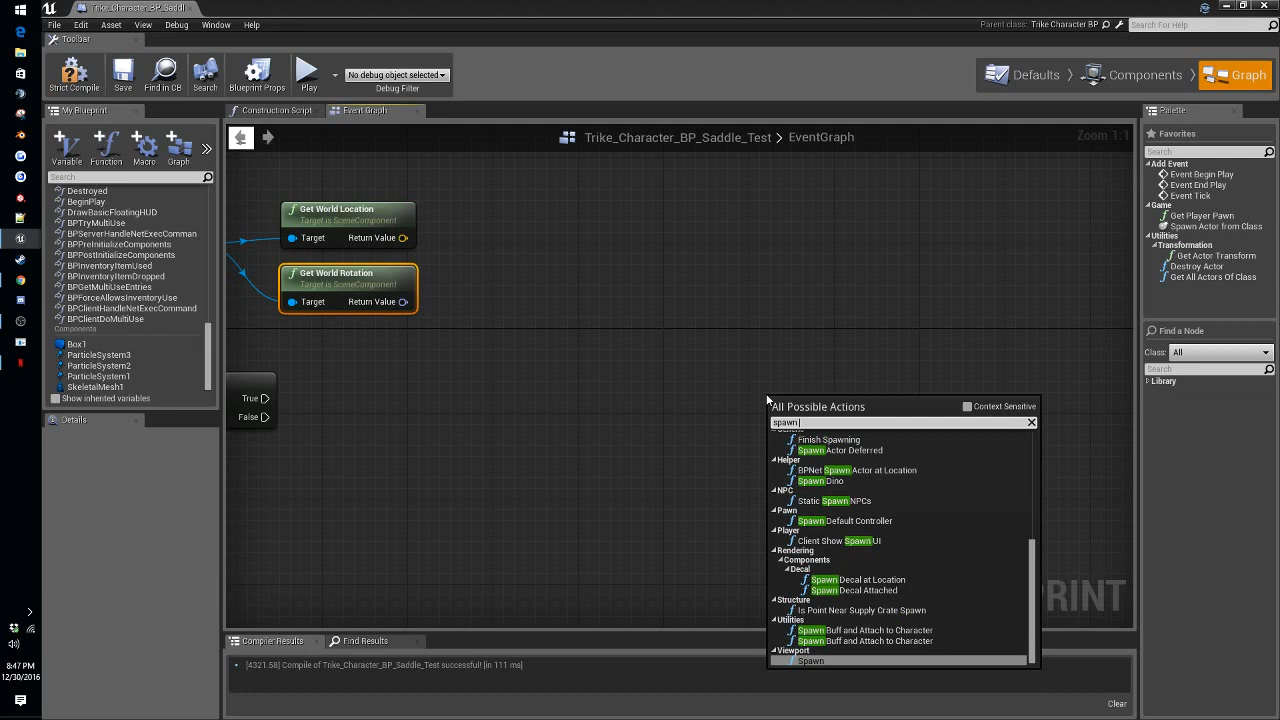 Trike_Character_BP_Saddl
File Edit Asset View Debug Window Help
Parent class: Trike Character BP
Search For Help
Toolbar
Strict Compile Save Find in CB Search Blueprint Props Play
No debug object selected
Debug Filter
Defaults Components Graph
My Blueprint
Variable Function Macro Graph
Search
Destroyed
BeginPlay
DrawBasicFloatingHUD
BPTryMultiUse
BPServerHandleNetExecComman
BPPreInitializeComponents
BPPostInitializeComponents
BPInventoryItemUsed
BPInventoryItemDropped
BPGetMultiUseEntries
BPForceAllowsInventoryUse
BPClientHandleNetExecComman
BPClientDoMultiUse
Components
Box1
ParticleSystem3
ParticleSystem2
ParticleSystem1
SkeletalMesh1
Show inherited variables
Details
Construction Script Event Graph
Trike_Character_BP_Saddle_Test > EventGraph
Zoom 1:1
Get World Location
Target is SceneComponent
Target Return Value
Get World Rotation
Target is SceneComponent
Target Return Value
True
False
All Possible Actions
Context Sensitive
spawn
Finish Spawning
Spawn Actor Deferred
Helper
BPNet Spawn Actor at Location
Spawn Dino
NPC
Static Spawn NPCs
Pawn
Spawn Default Controller
Player
Client Show Spawn UI
Rendering
Components
Decal
Spawn Decal at Location
Spawn Decal Attached
Structure
Is Point Near Supply Crate Spawn
Utilities
Spawn Buff and Attach to Character
Spawn Buff and Attach to Character
Viewport
Spawn
PRINT
Compiler Results Find Results
[4321.58] Compile of Trike_Character_BP_Saddle_Test successful! [in 111 ms]
Clear
Palette
Favorites
Search
Add Event
Event Begin Play
Event End Play
Event Tick
Game
Get Player Pawn
Spawn Actor from Class
Utilities
Transformation
Get Actor Transform
Destroy Actor
Get All Actors Of Class
Find a Node
Class: All
Search
Library
8:47 PM
12/30/2016